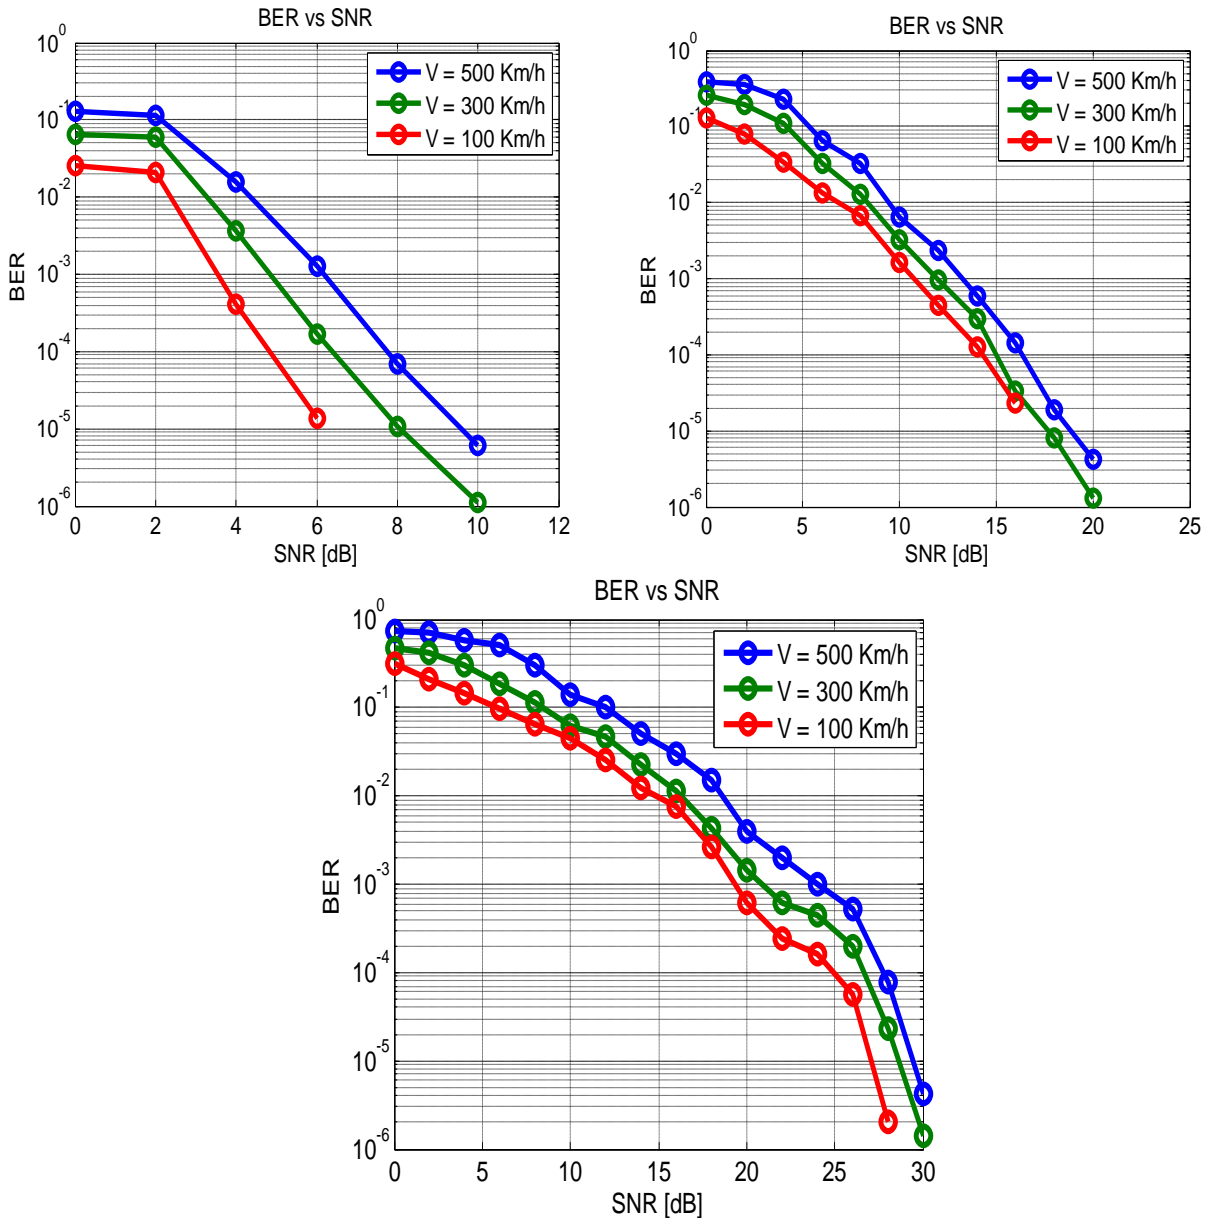 BER vs SNR
10^0
10^-1
10^-2
10^-3
10^-4
10^-5
10^-6
BER
V = 500 Km/h
V = 300 Km/h
V = 100 Km/h
0 2 4 6 8 10 12
SNR [dB]
BER vs SNR
10^0
10^-1
10^-2
10^-3
10^-4
10^-5
10^-6
BER
V = 500 Km/h
V = 300 Km/h
V = 100 Km/h
0 5 10 15 20 25
SNR [dB]
BER vs SNR
10^0
10^-1
10^-2
10^-3
10^-4
10^-5
10^-6
BER
V = 500 Km/h
V = 300 Km/h
V = 100 Km/h
0 5 10 15 20 25 30
SNR [dB]